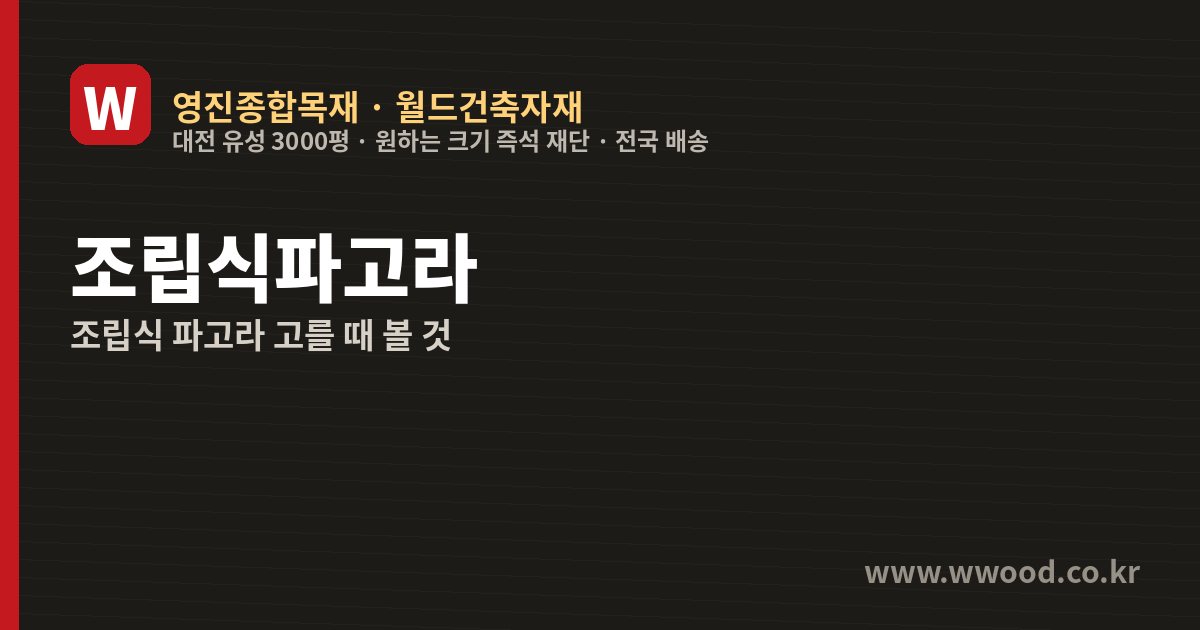 W
영진종합목재 · 월드건축자재
대전 유성 3000평 · 원하는 크기 즉석 재단 · 전국 배송
조립식파고라
조립식 파고라 고를 때 볼 것
www.wwood.co.kr